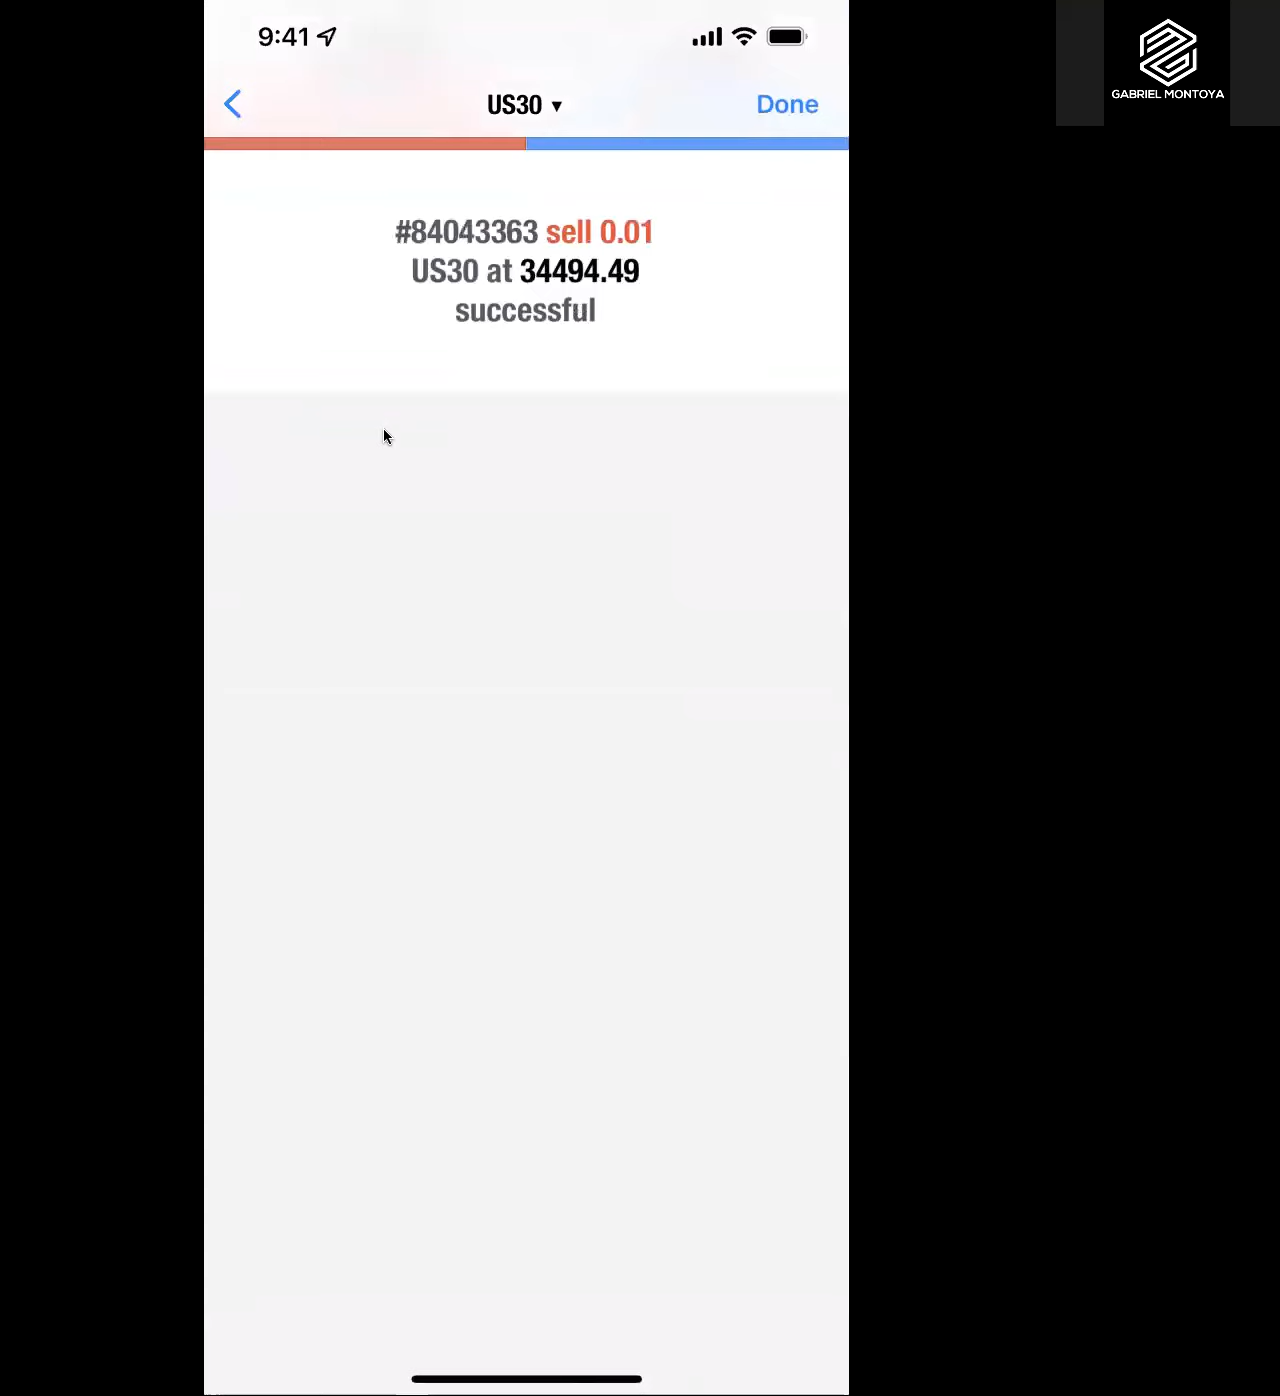 9:41
US30 ▼
Done
#84043363 sell 0.01
US30 at 34494.49
successful
GABRIEL MONTOYA